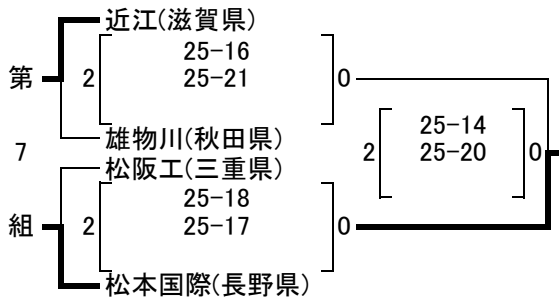 近江(滋賀県)
25-16
第 2 25-21 0
雄物川(秋田県)
7
松阪工(三重県)
25-14
2 25-20 0
25-18
組 2 25-17 0
松本国際(長野県)